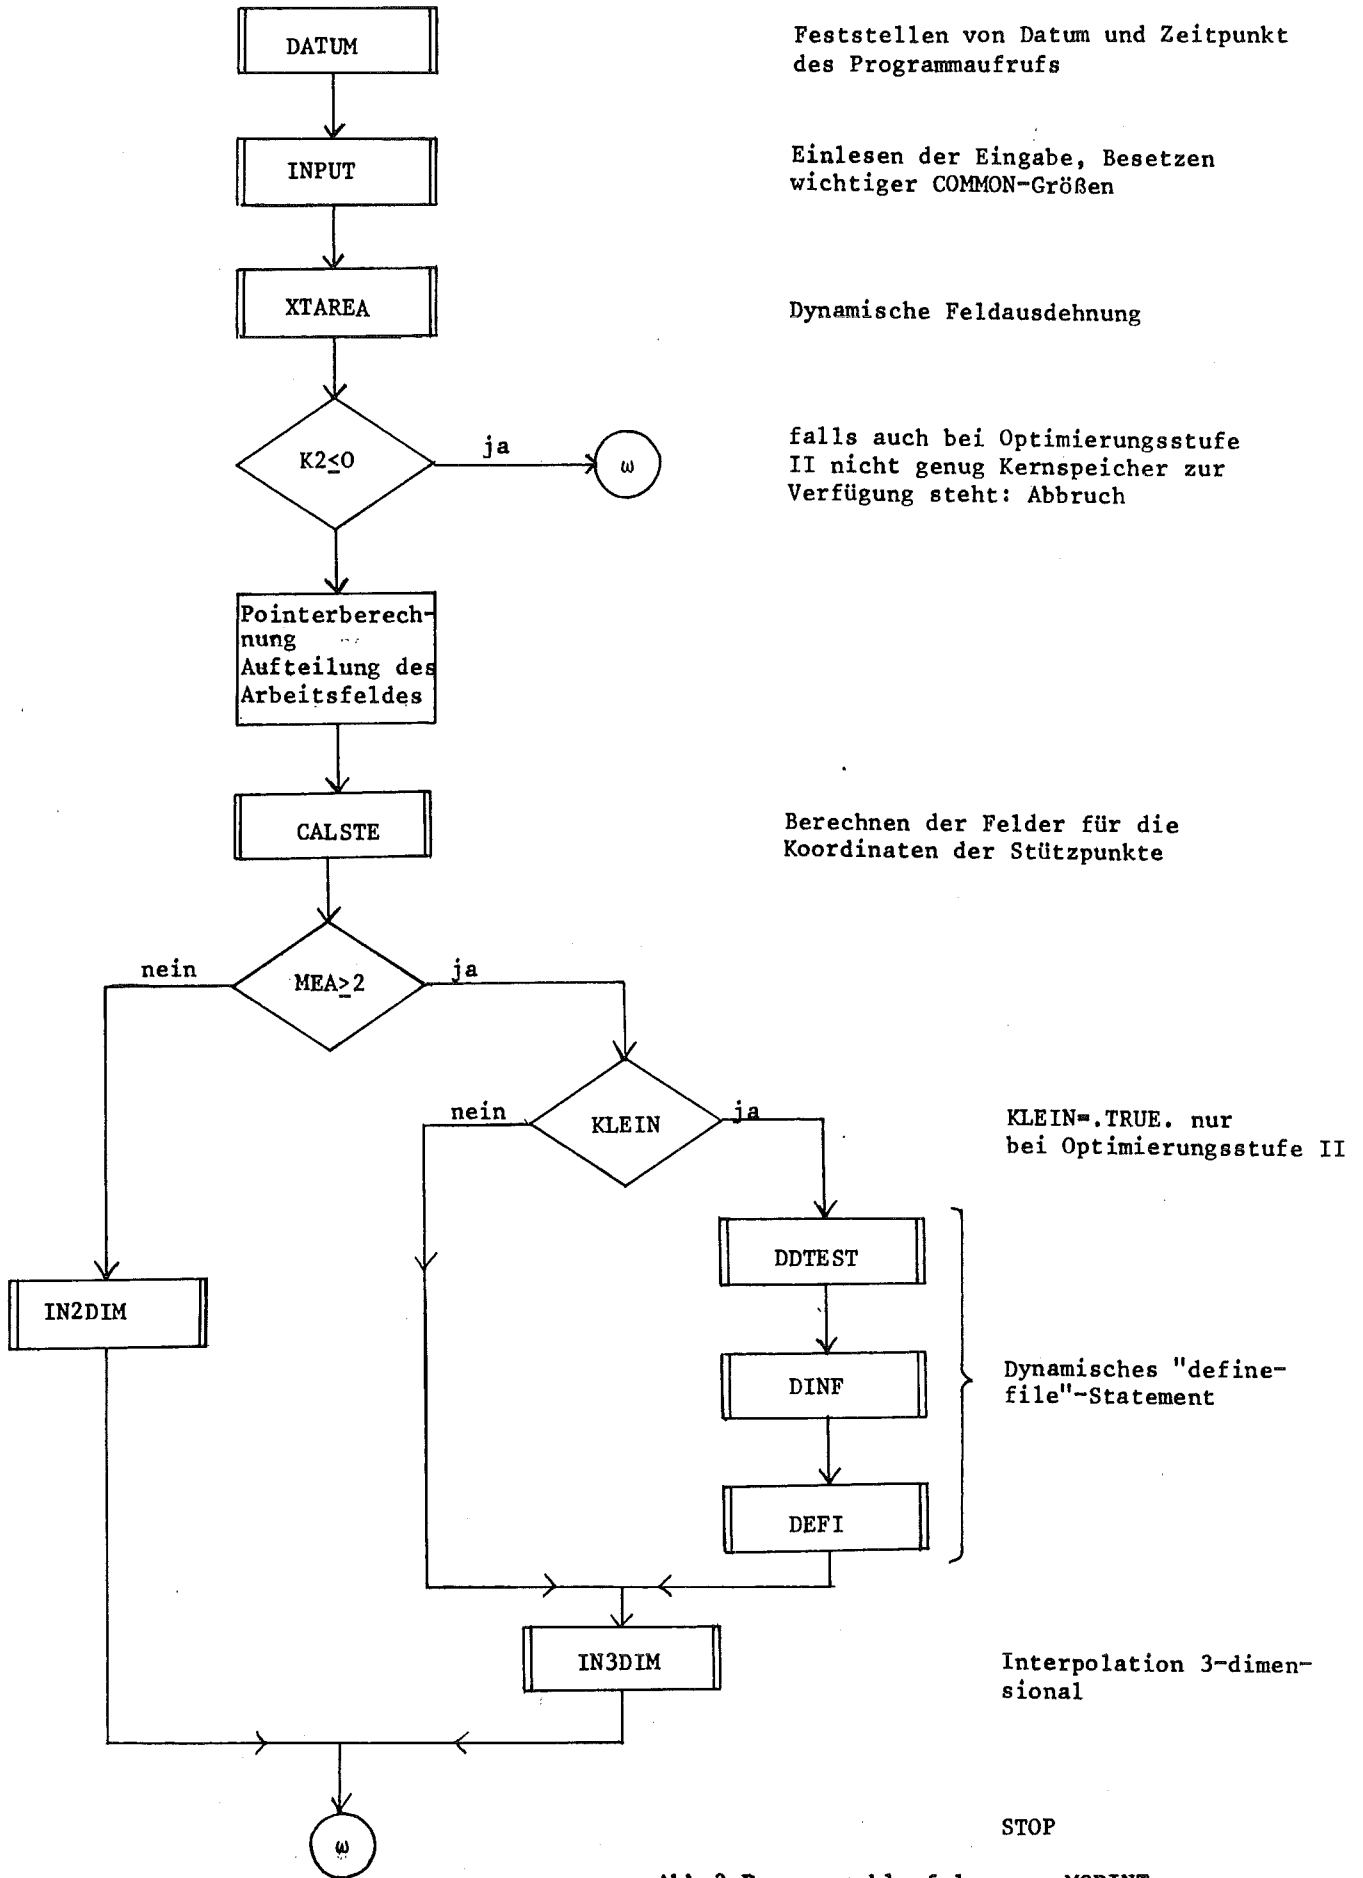 DATUM
Feststellen von Datum und Zeitpunkt
des Programmaufrufs
INPUT
Einlesen der Eingabe, Besetzen
wichtiger COMMON-Größen
XTAREA
Dynamische Feldausdehnung
K2≤0
ja
ω
falls auch bei Optimierungsstufe
II nicht genug Kernspeicher zur
Verfügung steht: Abbruch
Pointerberech-
nung
Aufteilung des
Arbeitsfeldes
CALSTE
Berechnen der Felder für die
Koordinaten der Stützpunkte
nein
MEA≥2
ja
nein
KLEIN
ja
KLEIN=.TRUE. nur
bei Optimierungsstufe II
DDTEST
IN2DIM
DINF
Dynamisches "define-
file"-Statement
DEFI
IN3DIM
Interpolation 3-dimen-
sional
STOP
ω